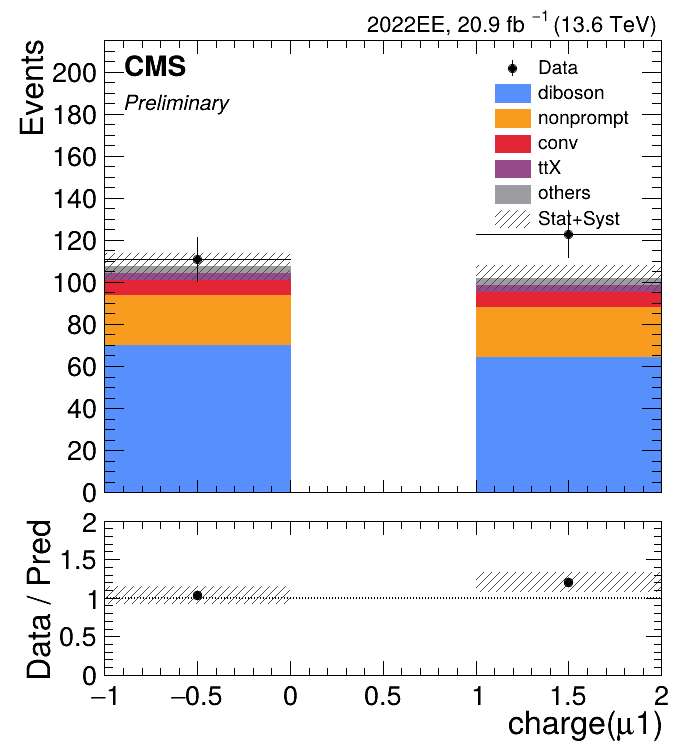 2022EE, 20.9 fb⁻¹ (13.6 TeV)
CMS
Preliminary
Events
200
180
160
140
120
100
80
60
40
20
0
Data
diboson
nonprompt
conv
ttX
others
Stat+Syst
Data / Pred
2
1.5
1
0.5
0
−1 −0.5 0 0.5 1 1.5 2
charge(μ1)